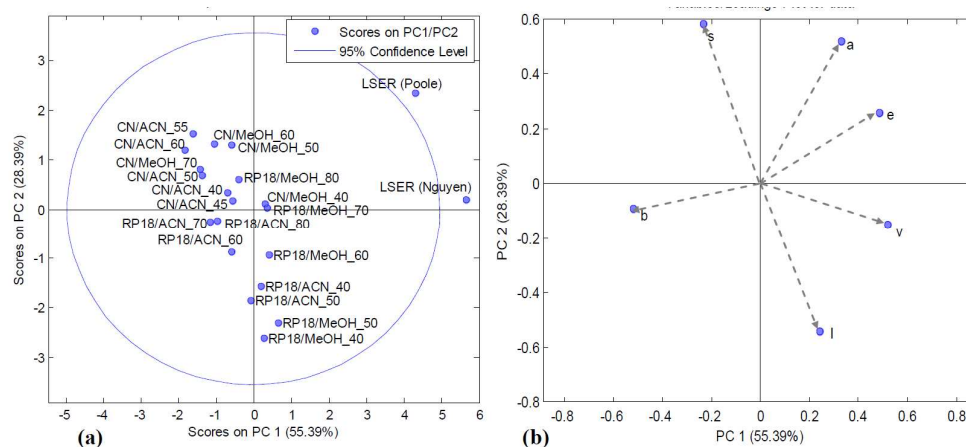 Scores on PC1/PC2
95% Confidence Level
LSER (Poole)
CN/ACN_55
CN/ACN_60
CN/MeOH_60
CN/MeOH_50
CN/MeOH_70
CN/ACN_50
RP18/MeOH_80
LSER (Nguyen)
CN/ACN_40
CN/ACN_45
CN/MeOH_40
RP18/MeOH_70
RP18/ACN_70
RP18/ACN_80
RP18/ACN_60
RP18/MeOH_60
RP18/ACN_40
RP18/ACN_50
RP18/MeOH_50
RP18/MeOH_40
3
2
1
0
-1
-2
-3
Scores on PC 2 (28.39%)
-5 -4 -3 -2 -1 0 1 2 3 4 5 6
(a) Scores on PC 1 (55.39%)
0.6
0.4
0.2
0
-0.2
-0.4
-0.6
-0.8
PC 2 (28.39%)
s
a
e
b
v
l
-0.8 -0.6 -0.4 -0.2 0 0.2 0.4 0.6 0.8
(b) PC 1 (55.39%)